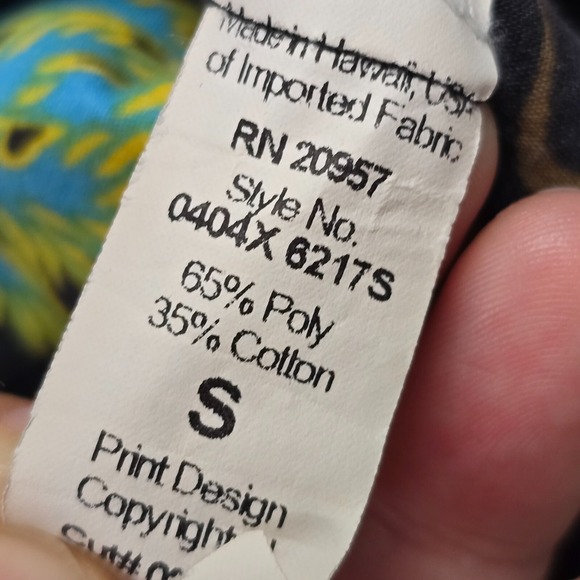 Made in Hawaii, USA
of Imported Fabric
RN 20957
Style No.
0404X 6217S
65% Poly
35% Cotton
S
Print Design
Copyright
Cut#